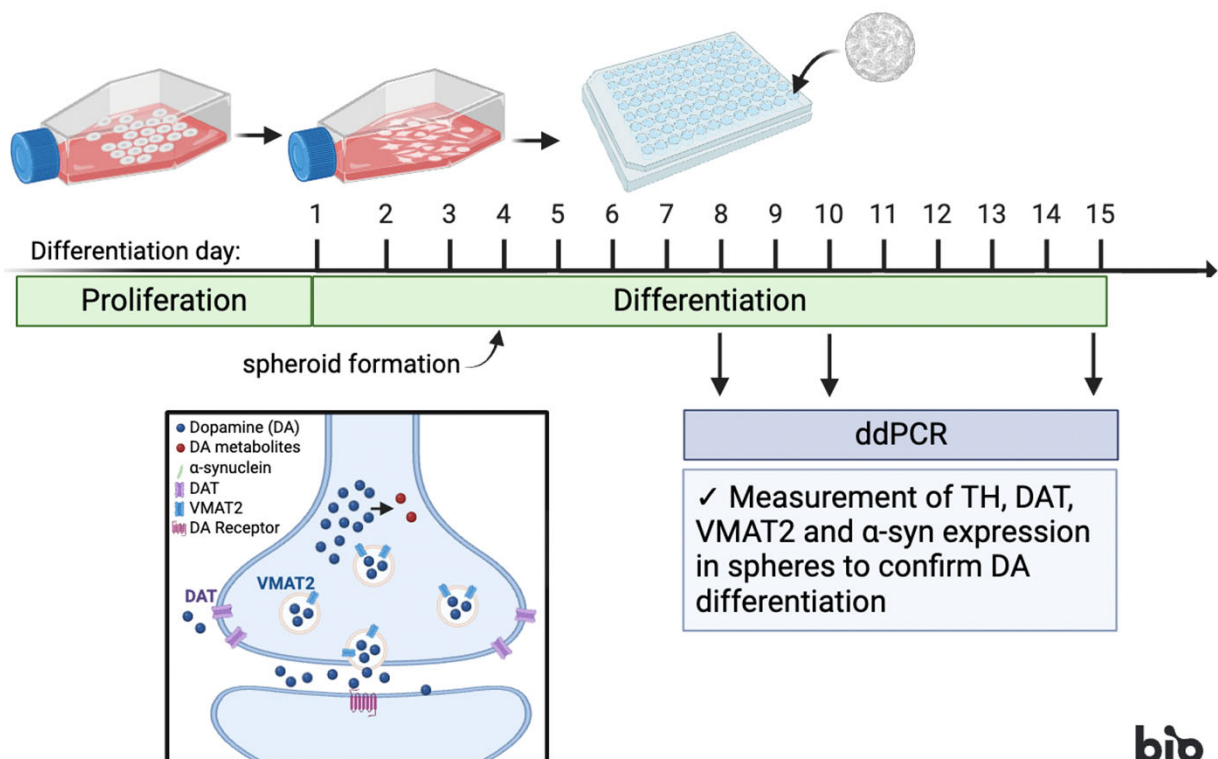 1 2 3 4 5 6 7 8 9 10 11 12 13 14 15
Differentiation day:
Proliferation
Differentiation
spheroid formation
Dopamine (DA)
DA metabolites
α-synuclein
DAT
VMAT2
DA Receptor
VMAT2
DAT
ddPCR
✓ Measurement of TH, DAT,
VMAT2 and α-syn expression
in spheres to confirm DA
differentiation
bio